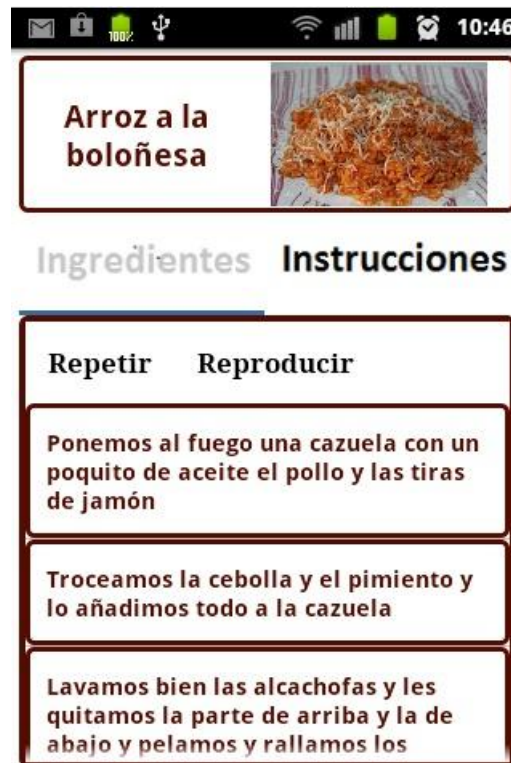 100%
10:46
Arroz a la
boloñesa
Ingredientes Instrucciones
Repetir Reproducir
Ponemos al fuego una cazuela con un
poquito de aceite el pollo y las tiras
de jamón
Troceamos la cebolla y el pimiento y
lo añadimos todo a la cazuela
Lavamos bien las alcachofas y les
quitamos la parte de arriba y la de
abajo y pelamos y rallamos los